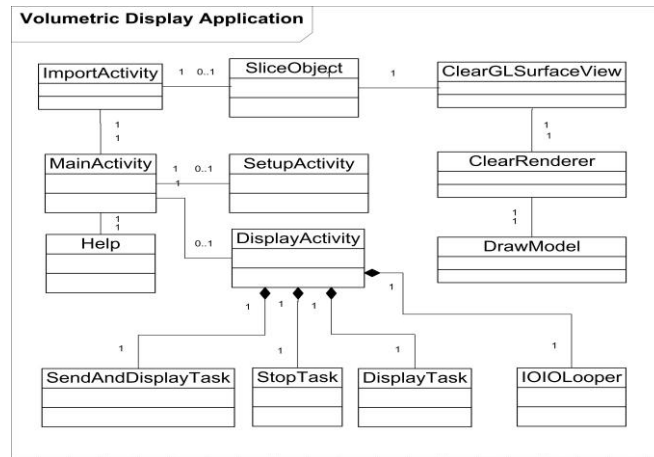 Volumetric Display Application
ImportActivity
1 0..1
SliceObject
1
ClearGLSurfaceView
1
1
1
1
MainActivity
1 0..1
1
SetupActivity
ClearRenderer
1
1
1
1
Help
0..1
DisplayActivity
DrawModel
1 1 1 1
1 1 1 1
SendAndDisplayTask
StopTask
DisplayTask
IOIOLooper